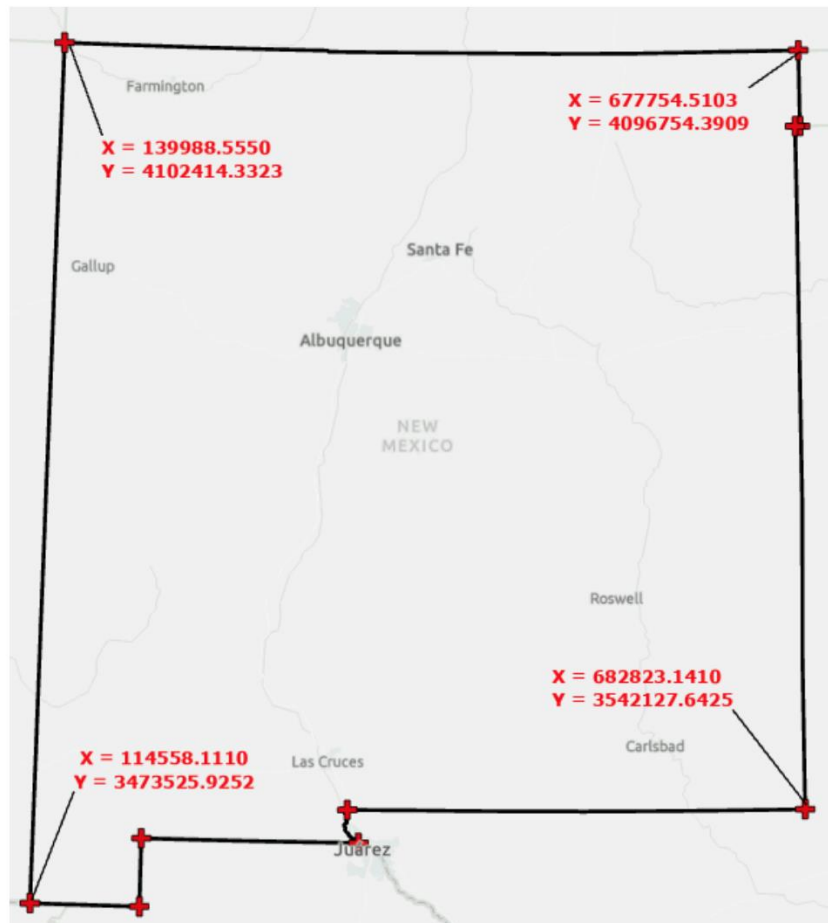 Farmington
X = 677754.5103
Y = 4096754.3909
X = 139988.5550
Y = 4102414.3323
Santa Fe
Gallup
Albuquerque
NEW
MEXICO
Roswell
X = 682823.1410
Y = 3542127.6425
Carlsbad
X = 114558.1110
Y = 3473525.9252
Las Cruces
Juárez